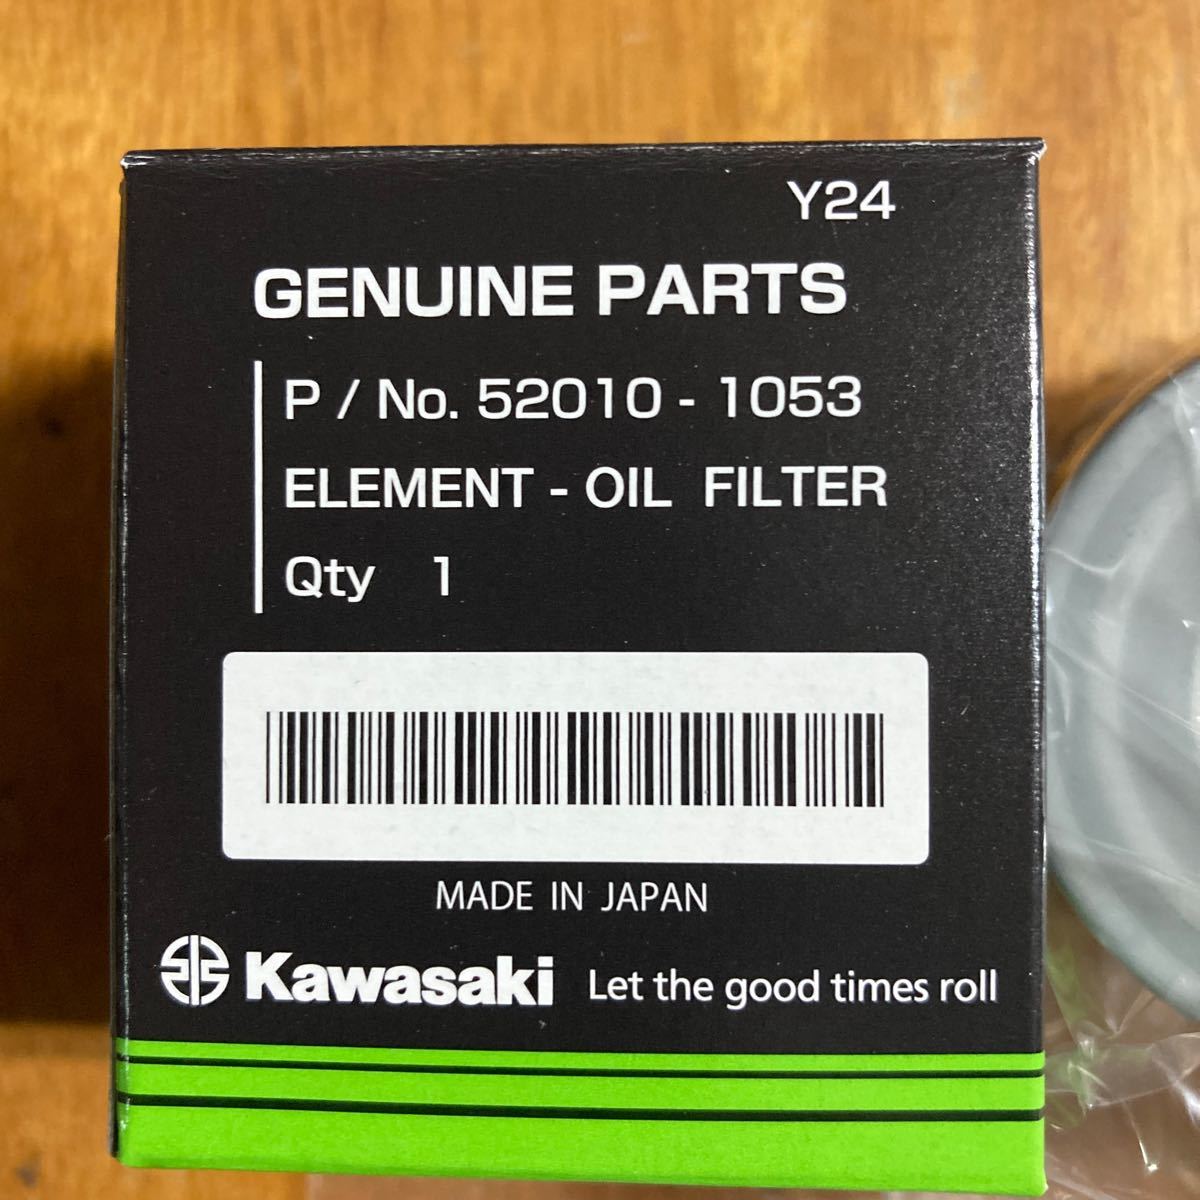 Y24
GENUINE PARTS
P / No. 52010 - 1053
ELEMENT - OIL FILTER
Qty 1
MADE IN JAPAN
Kawasaki Let the good times roll